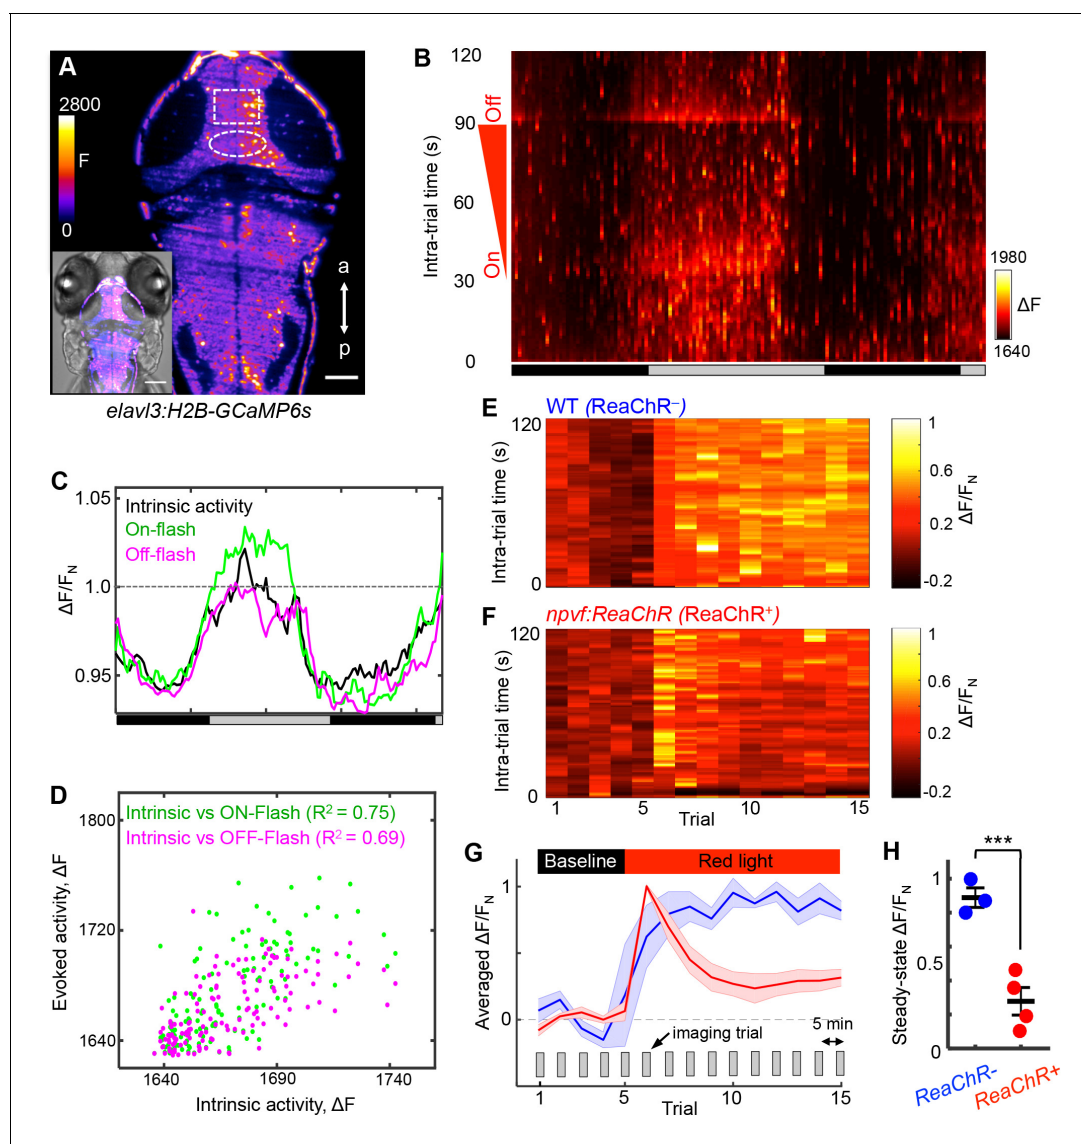 A
2800
F
0
a
p
elavl3:H2B-GCaMP6s
B
120
90
60
30
0
Intra-trial time (s)
Off
On
1980
ΔF
1640
C
1.05
1.0
0.95
ΔF/F_N
Intrinsic activity
On-flash
Off-flash
D
1800
1720
1640
Evoked activity, ΔF
Intrinsic vs ON-Flash (R² = 0.75)
Intrinsic vs OFF-Flash (R² = 0.69)
1640
1690
1740
Intrinsic activity, ΔF
E
WT (ReaChR⁻)
120
0
Intra-trial time (s)
1
0.6
0.2
-0.2
ΔF/F_N
F
npvf:ReaChR (ReaChR⁺)
120
0
Intra-trial time (s)
1
5
10
15
Trial
1
0.6
0.2
-0.2
ΔF/F_N
G
Baseline
Red light
1
0
Averaged ΔF/F_N
imaging trial
5 min
1
5
10
15
Trial
H
***
1
0.5
0
Steady-state ΔF/F_N
ReaChR-
ReaChR+